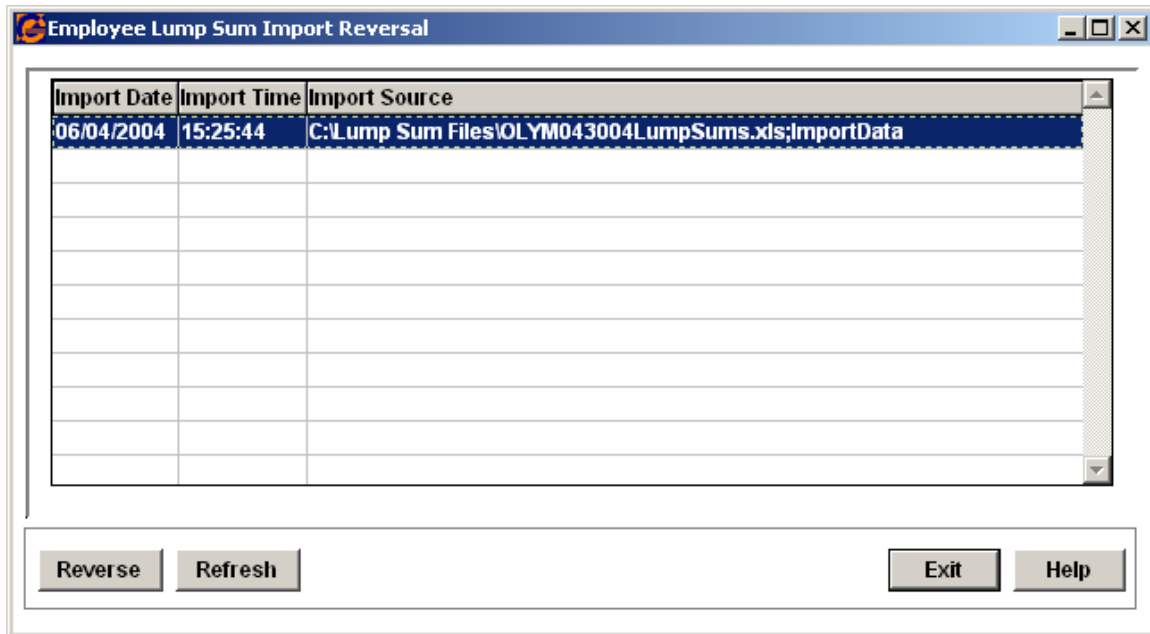 Employee Lump Sum Import Reversal
Import Date Import Time Import Source
06/04/2004 15:25:44 C:\Lump Sum Files\OLYM043004LumpSums.xls;ImportData
Reverse Refresh Exit Help